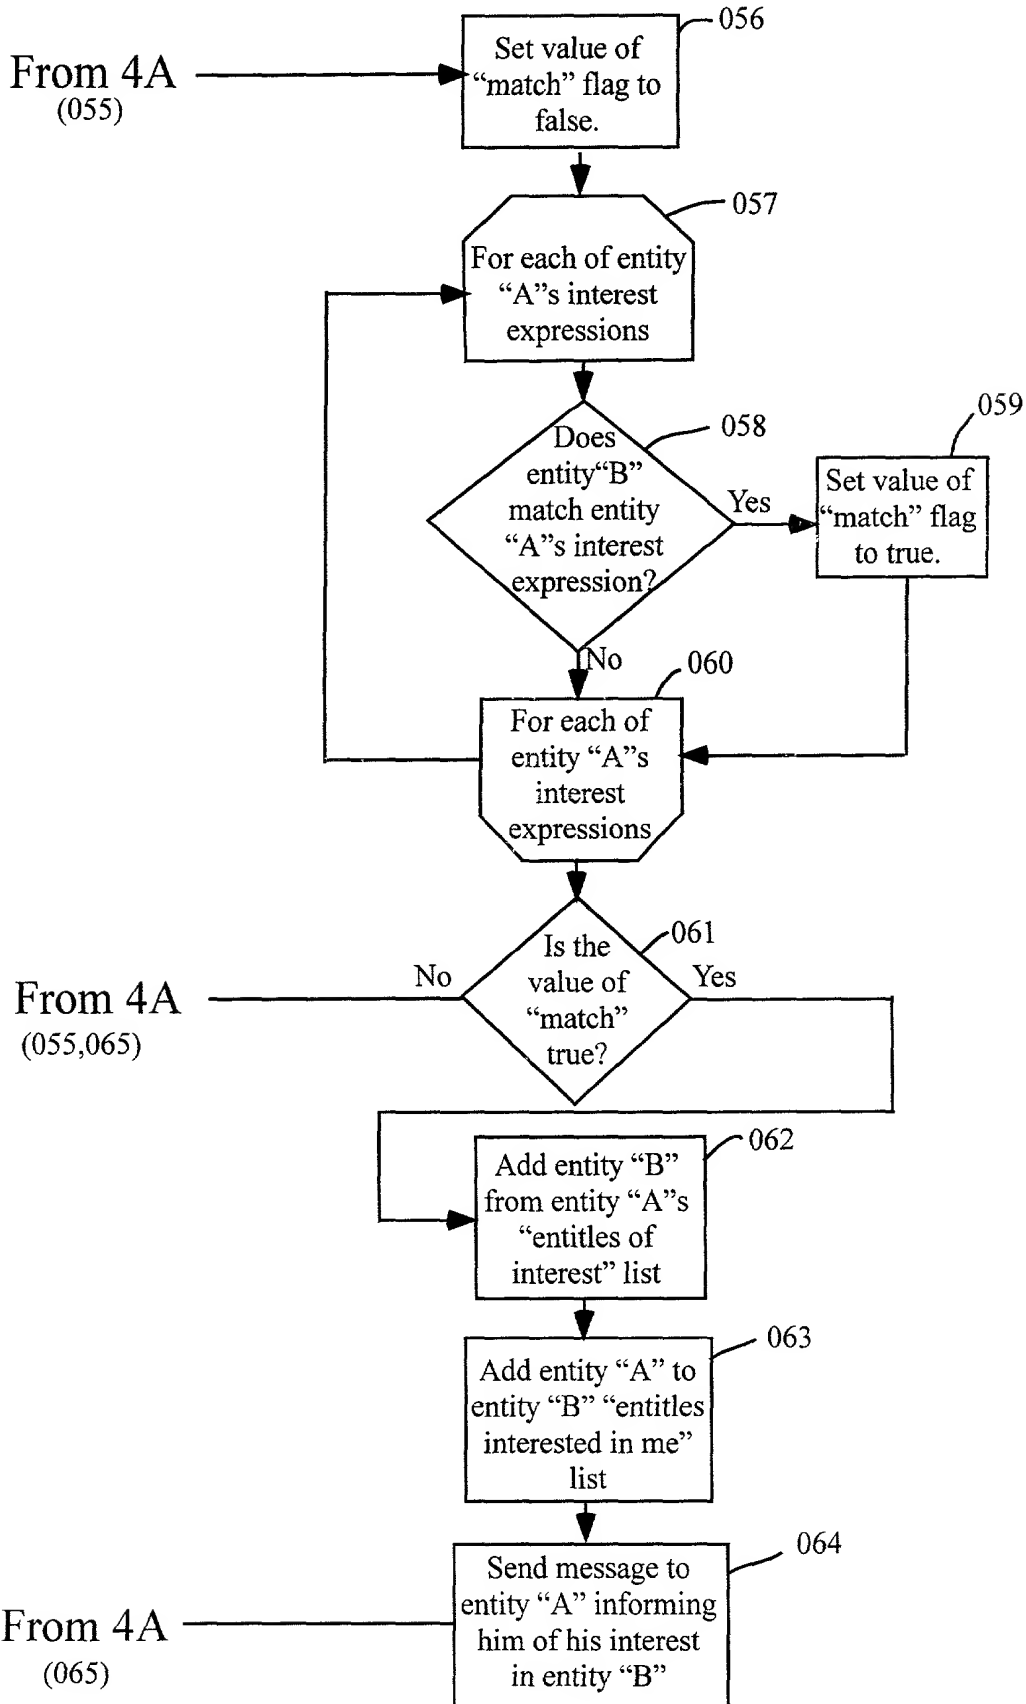 056
Set value of
“match” flag to
false.
From 4A
(055)
057
For each of entity
“A”s interest
expressions
058
Does
entity“B”
match entity
“A”s interest
expression?
Yes
059
Set value of
“match” flag
to true.
No
060
For each of
entity “A”s
interest
expressions
061
Is the
value of
“match”
true?
No
Yes
From 4A
(055,065)
062
Add entity “B”
from entity “A”s
“entitles of
interest” list
063
Add entity “A” to
entity “B” “entitles
interested in me”
list
064
Send message to
entity “A” informing
him of his interest
in entity “B”
From 4A
(065)